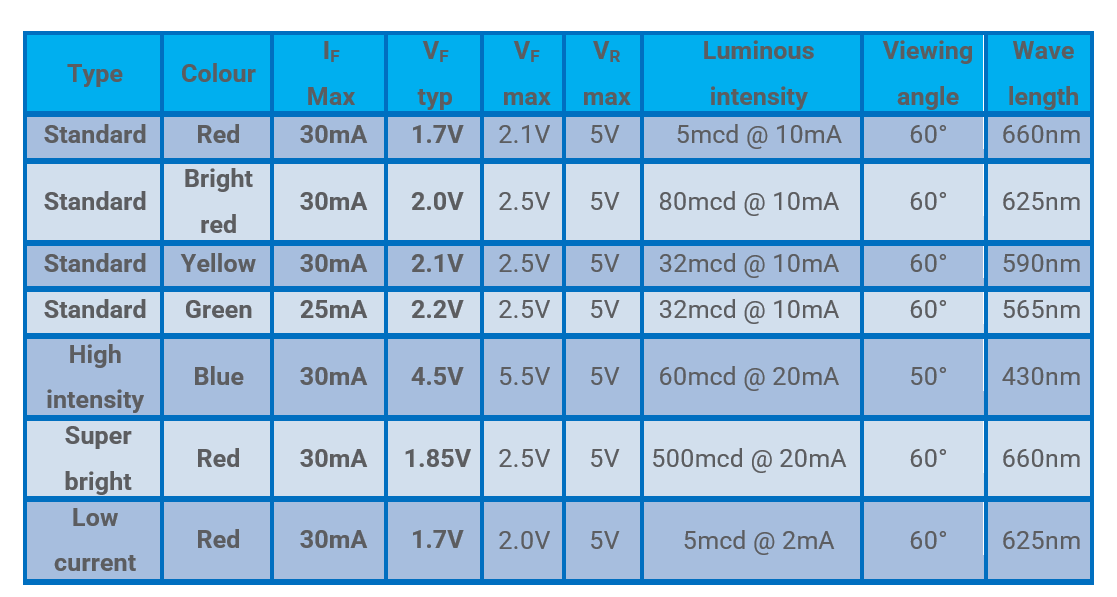 Type Colour I_F Max V_F typ V_F max V_R max Luminous intensity Viewing angle Wave length
Standard Red 30mA 1.7V 2.1V 5V 5mcd @ 10mA 60° 660nm
Standard Bright red 30mA 2.0V 2.5V 5V 80mcd @ 10mA 60° 625nm
Standard Yellow 30mA 2.1V 2.5V 5V 32mcd @ 10mA 60° 590nm
Standard Green 25mA 2.2V 2.5V 5V 32mcd @ 10mA 60° 565nm
High intensity Blue 30mA 4.5V 5.5V 5V 60mcd @ 20mA 50° 430nm
Super bright Red 30mA 1.85V 2.5V 5V 500mcd @ 20mA 60° 660nm
Low current Red 30mA 1.7V 2.0V 5V 5mcd @ 2mA 60° 625nm